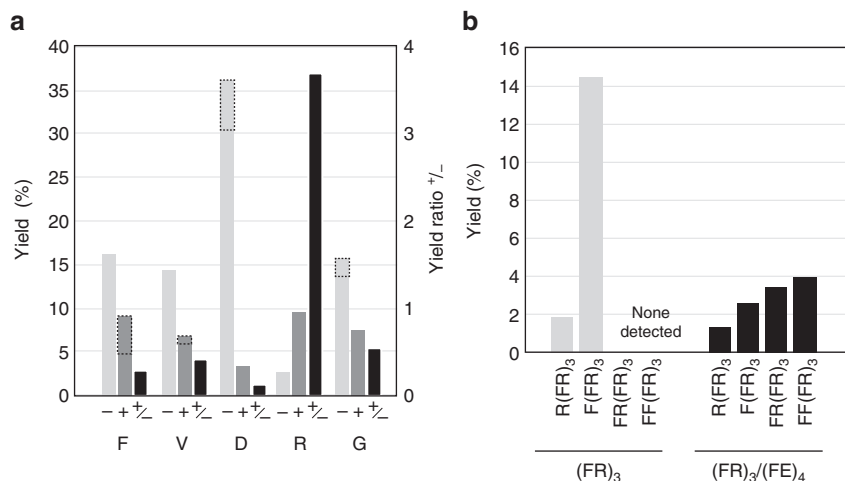 a
40
35
30
25
20
15
10
5
0
Yield (%)
4
3
2
1
0
Yield ratio +/−
− + +/− − + +/− − + +/− − + +/− − + +/−
F V D R G
b
16
14
12
10
8
6
4
2
0
Yield (%)
None
detected
R(FR)3
F(FR)3
FR(FR)3
FF(FR)3
R(FR)3
F(FR)3
FR(FR)3
FF(FR)3
(FR)3 (FR)3/(FE)4